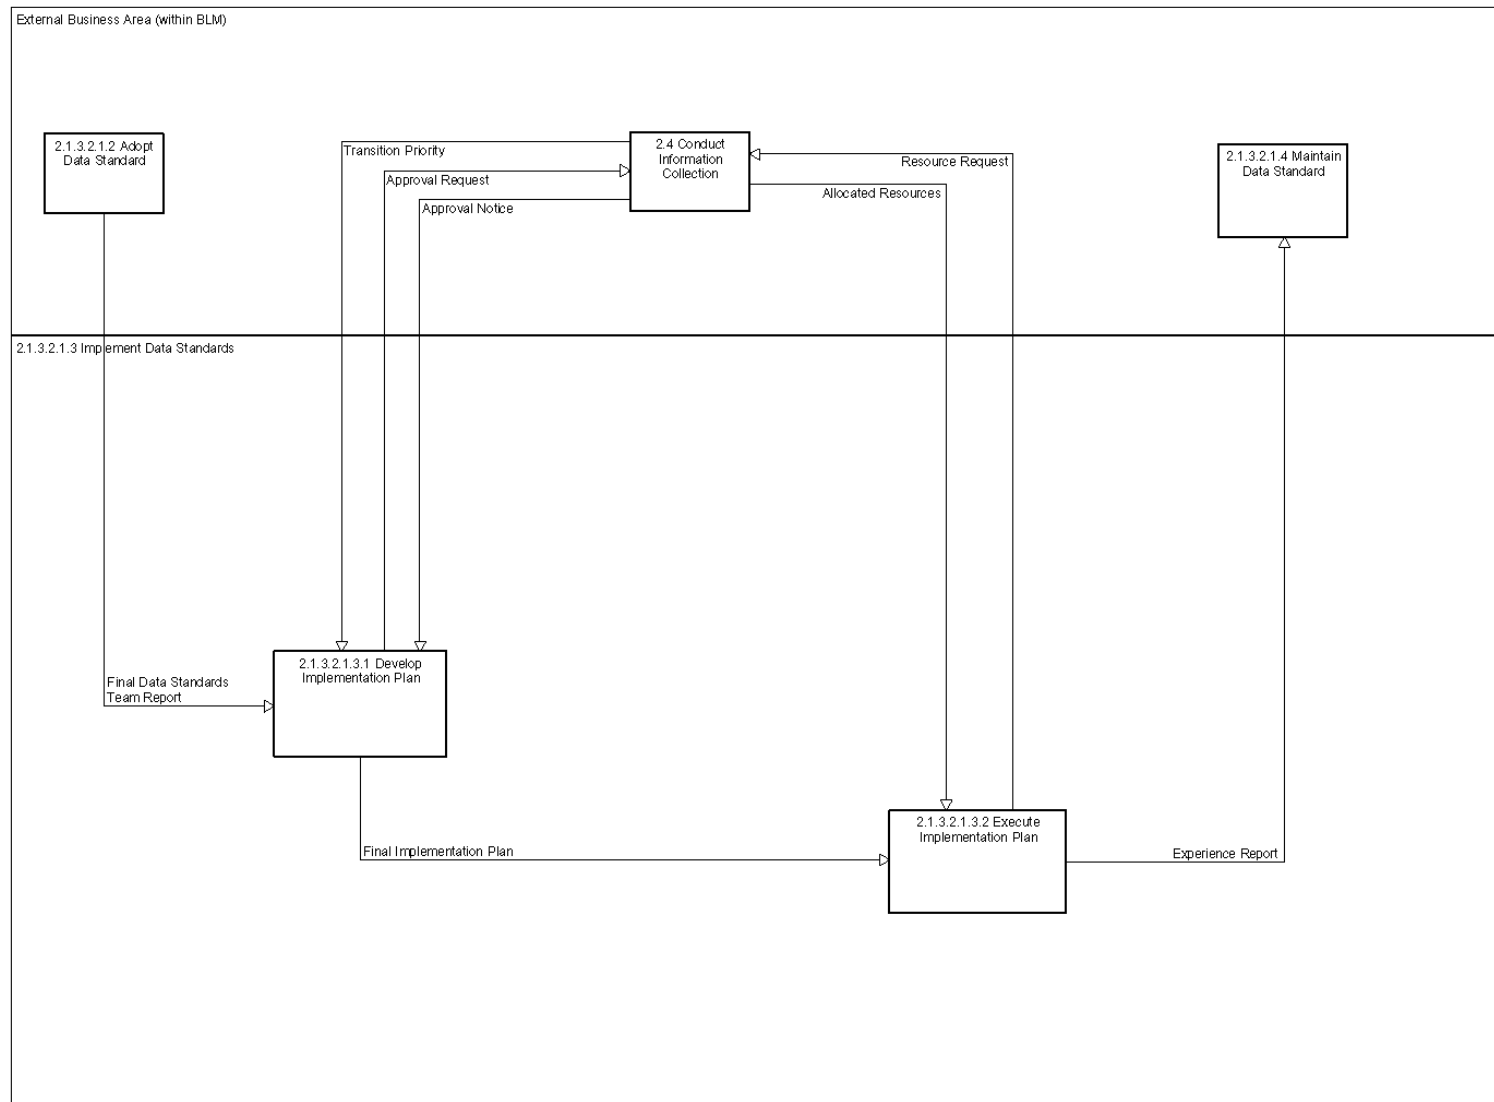 External Business Area (within BLM)
2.1.3.2.1.2 Adopt
Data Standard
Transition Priority
Approval Request
Approval Notice
2.4 Conduct
Information
Collection
Resource Request
Allocated Resources
2.1.3.2.1.4 Maintain
Data Standard
2.1.3.2.1.3 Implement Data Standards
Final Data Standards
Team Report
2.1.3.2.1.3.1 Develop
Implementation Plan
Final Implementation Plan
2.1.3.2.1.3.2 Execute
Implementation Plan
Experience Report